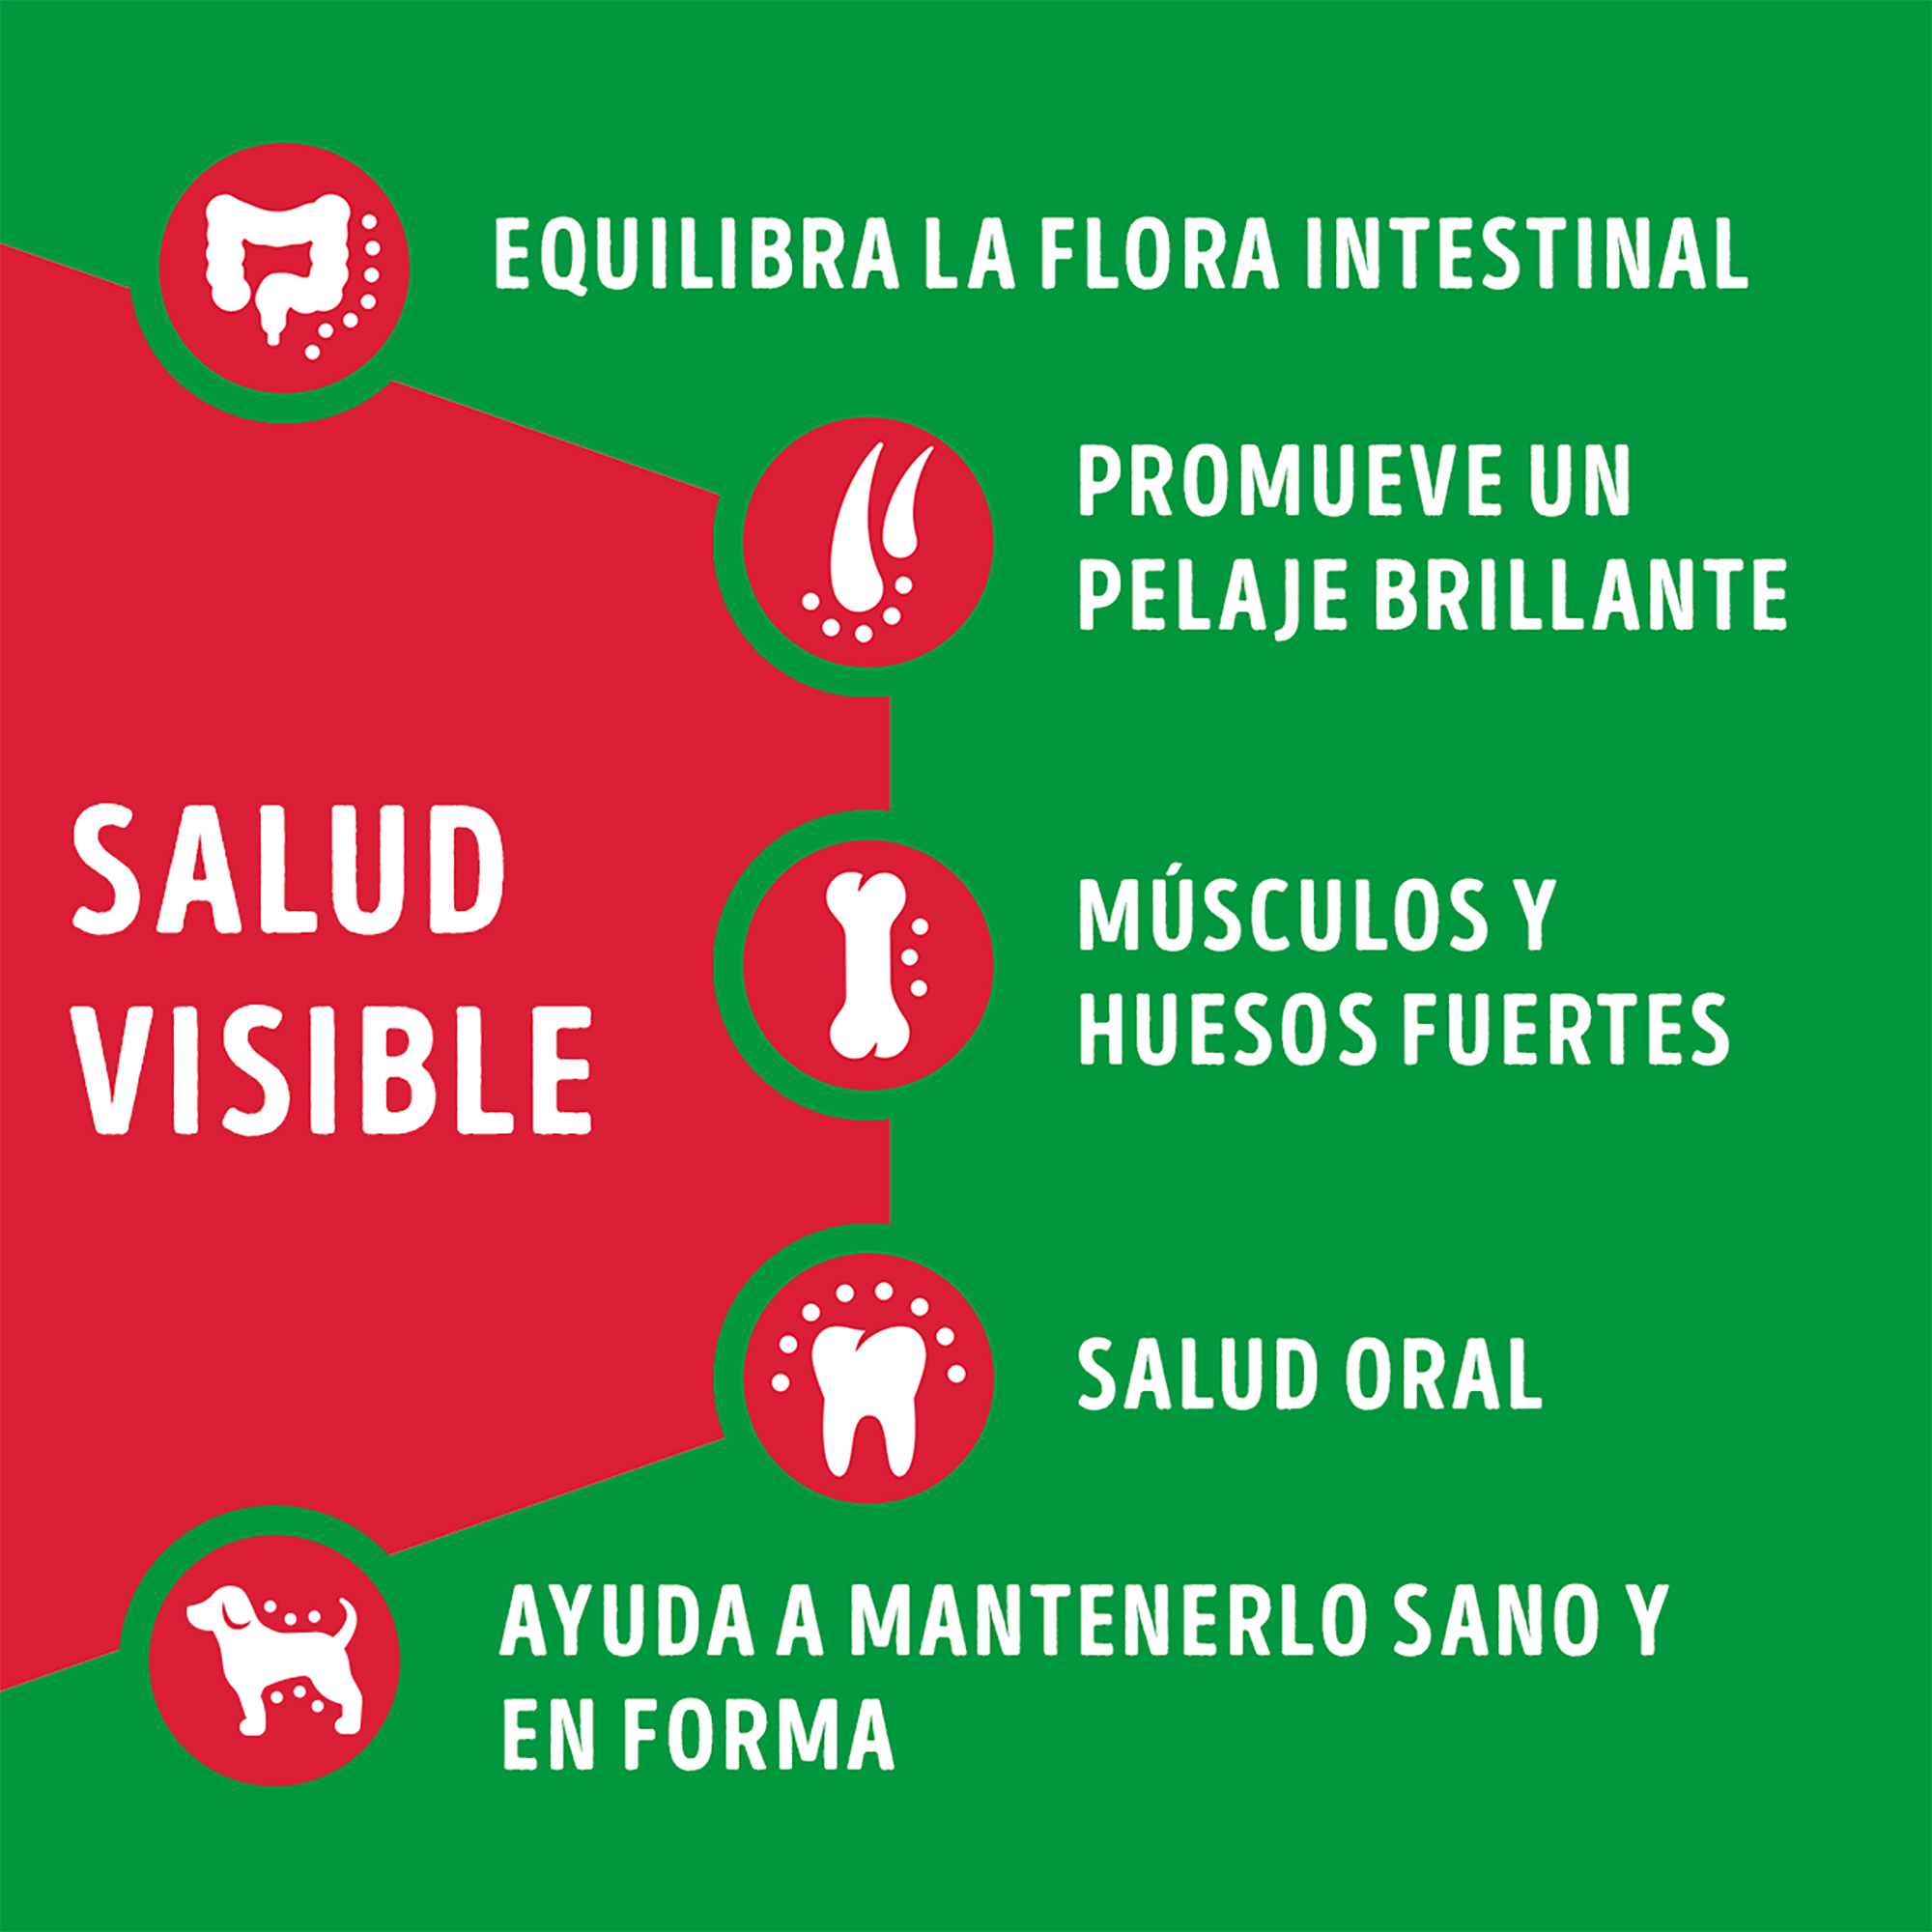 EQUILIBRA LA FLORA INTESTINAL
PROMUEVE UN
PELAJE BRILLANTE
SALUD
VISIBLE
MÚSCULOS Y
HUESOS FUERTES
SALUD ORAL
AYUDA A MANTENERLO SANO Y
EN FORMA